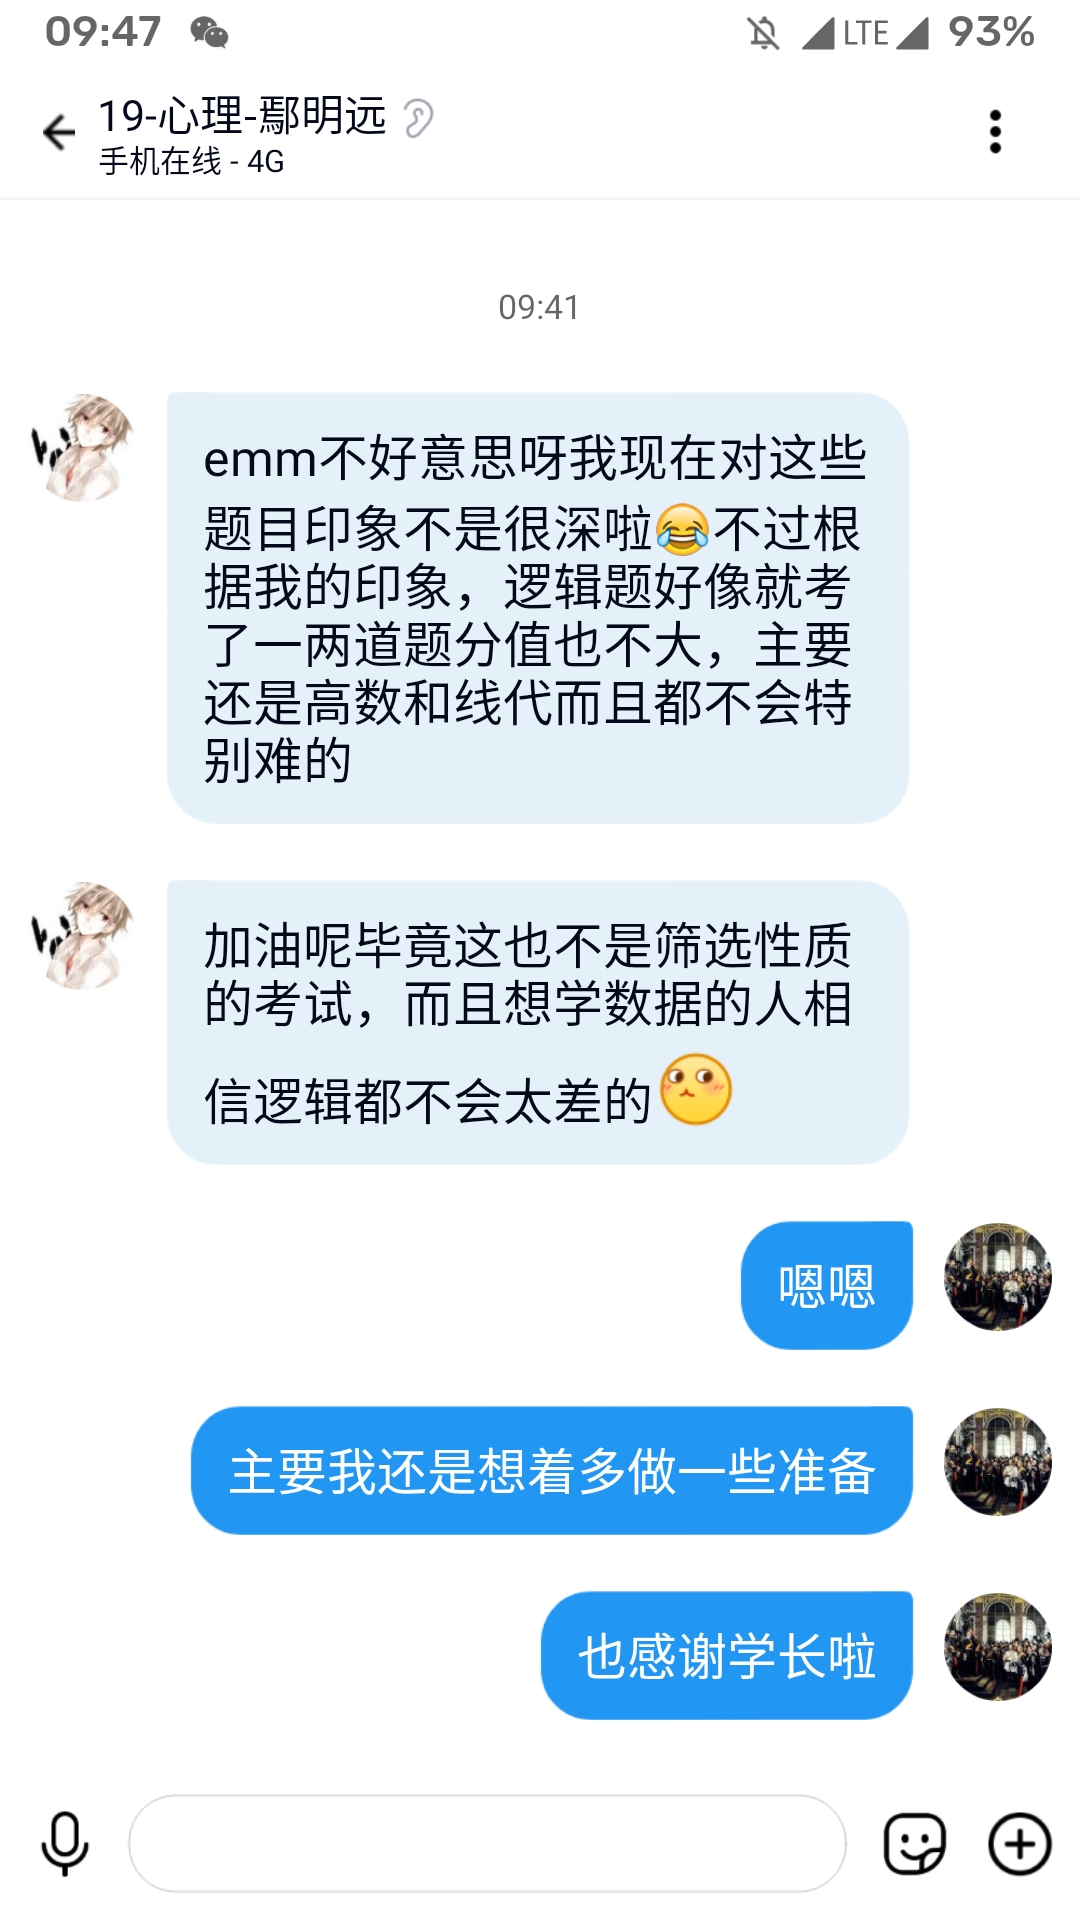 09:47
LTE 93%
19-心理-鄢明远
手机在线 - 4G
09:41
emm不好意思呀我现在对这些
题目印象不是很深啦😂不过根
据我的印象，逻辑题好像就考
了一两道题分值也不大，主要
还是高数和线代而且都不会特
别难的
加油呢毕竟这也不是筛选性质
的考试，而且想学数据的人相
信逻辑都不会太差的
嗯嗯
主要我还是想着多做一些准备
也感谢学长啦